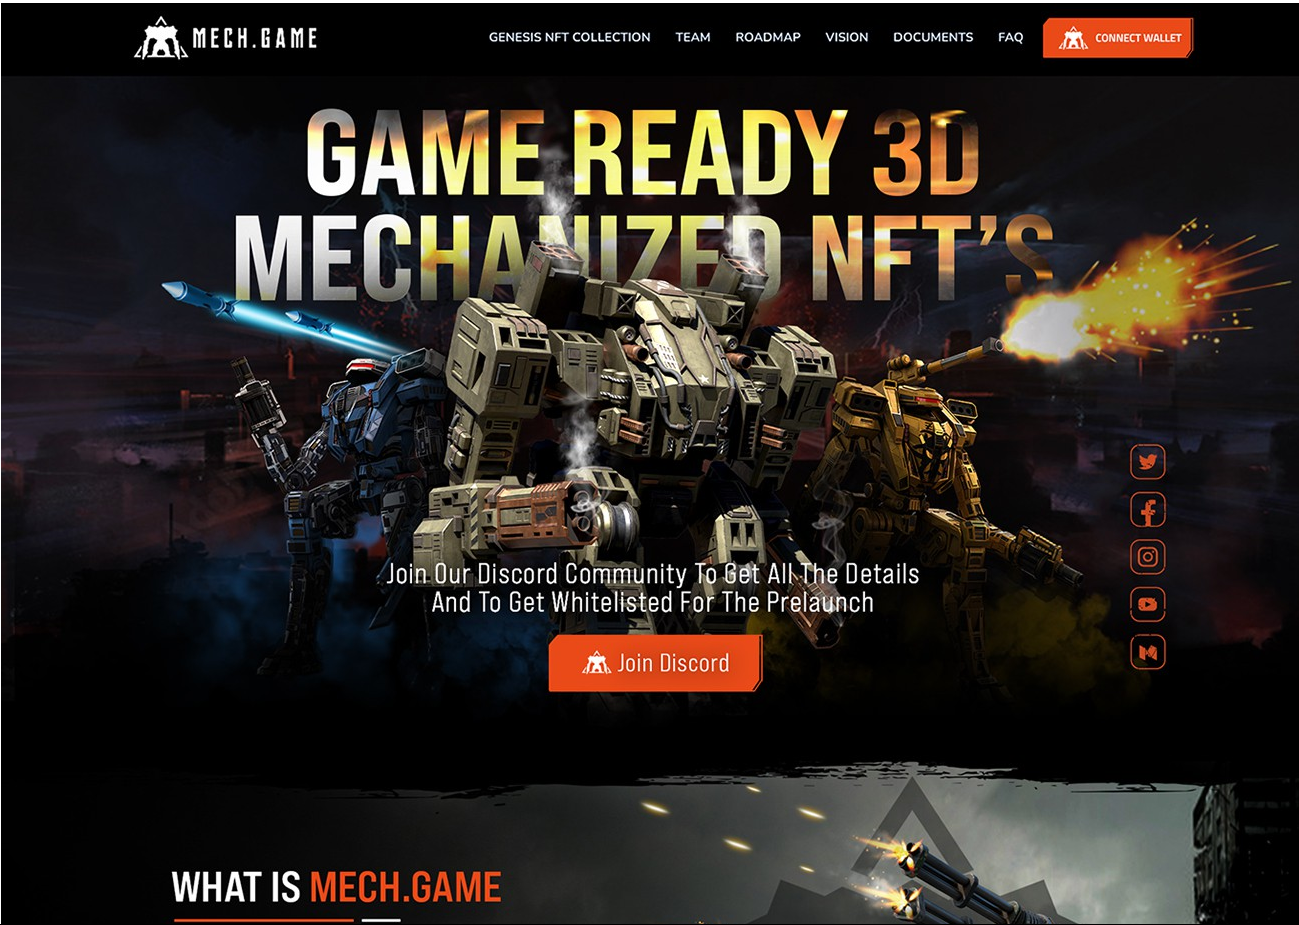 MECH.GAME
GENESIS NFT COLLECTION
TEAM
ROADMAP
VISION
DOCUMENTS
FAQ
CONNECT WALLET
GAME READY 3D
MECHANIZED NFT'S
Join Our Discord Community To Get All The Details
And To Get Whitelisted For The Prelaunch
Join Discord
WHAT IS MECH.GAME